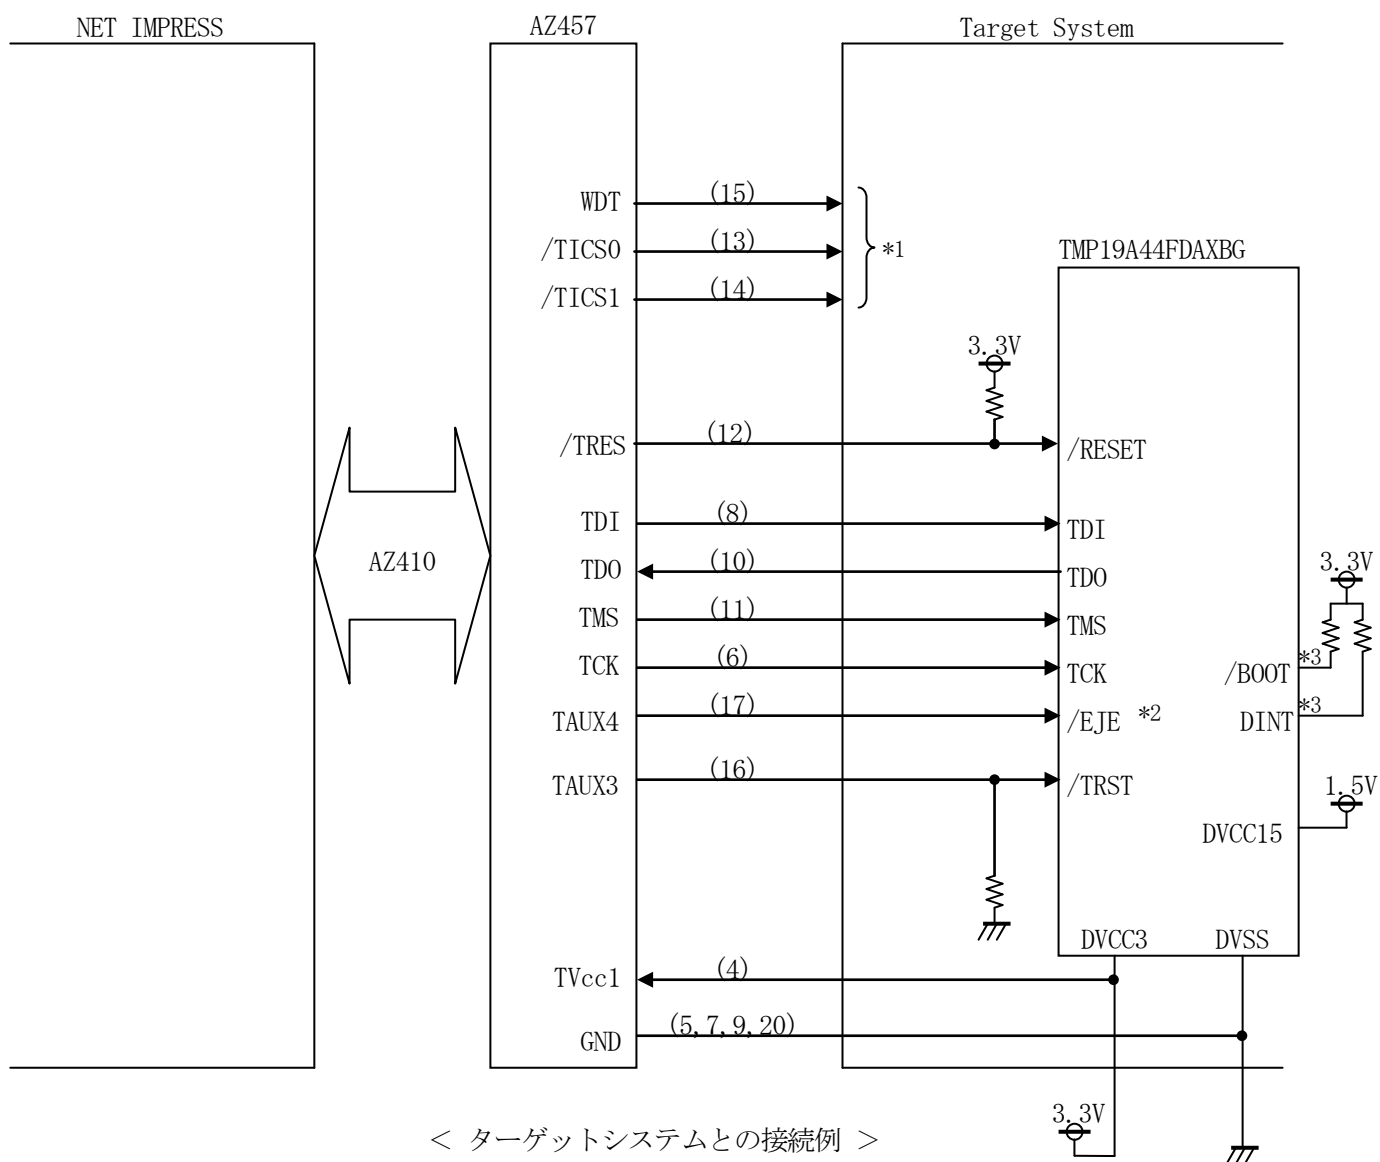 NET IMPRESS
AZ457
Target System
WDT
(15)
/TICS0
(13)
*1
/TICS1
(14)
TMP19A44FDAXBG
3.3V
/TRES
(12)
/RESET
TDI
(8)
TDI
AZ410
TDO
(10)
TDO
3.3V
TMS
(11)
TMS
TCK
(6)
TCK
/BOOT
*3
TAUX4
(17)
/EJE *2
DINT
*3
TAUX3
(16)
/TRST
1.5V
DVCC15
DVCC3
DVSS
TVcc1
(4)
GND
(5,7,9,20)
3.3V
< ターゲットシステムとの接続例 >